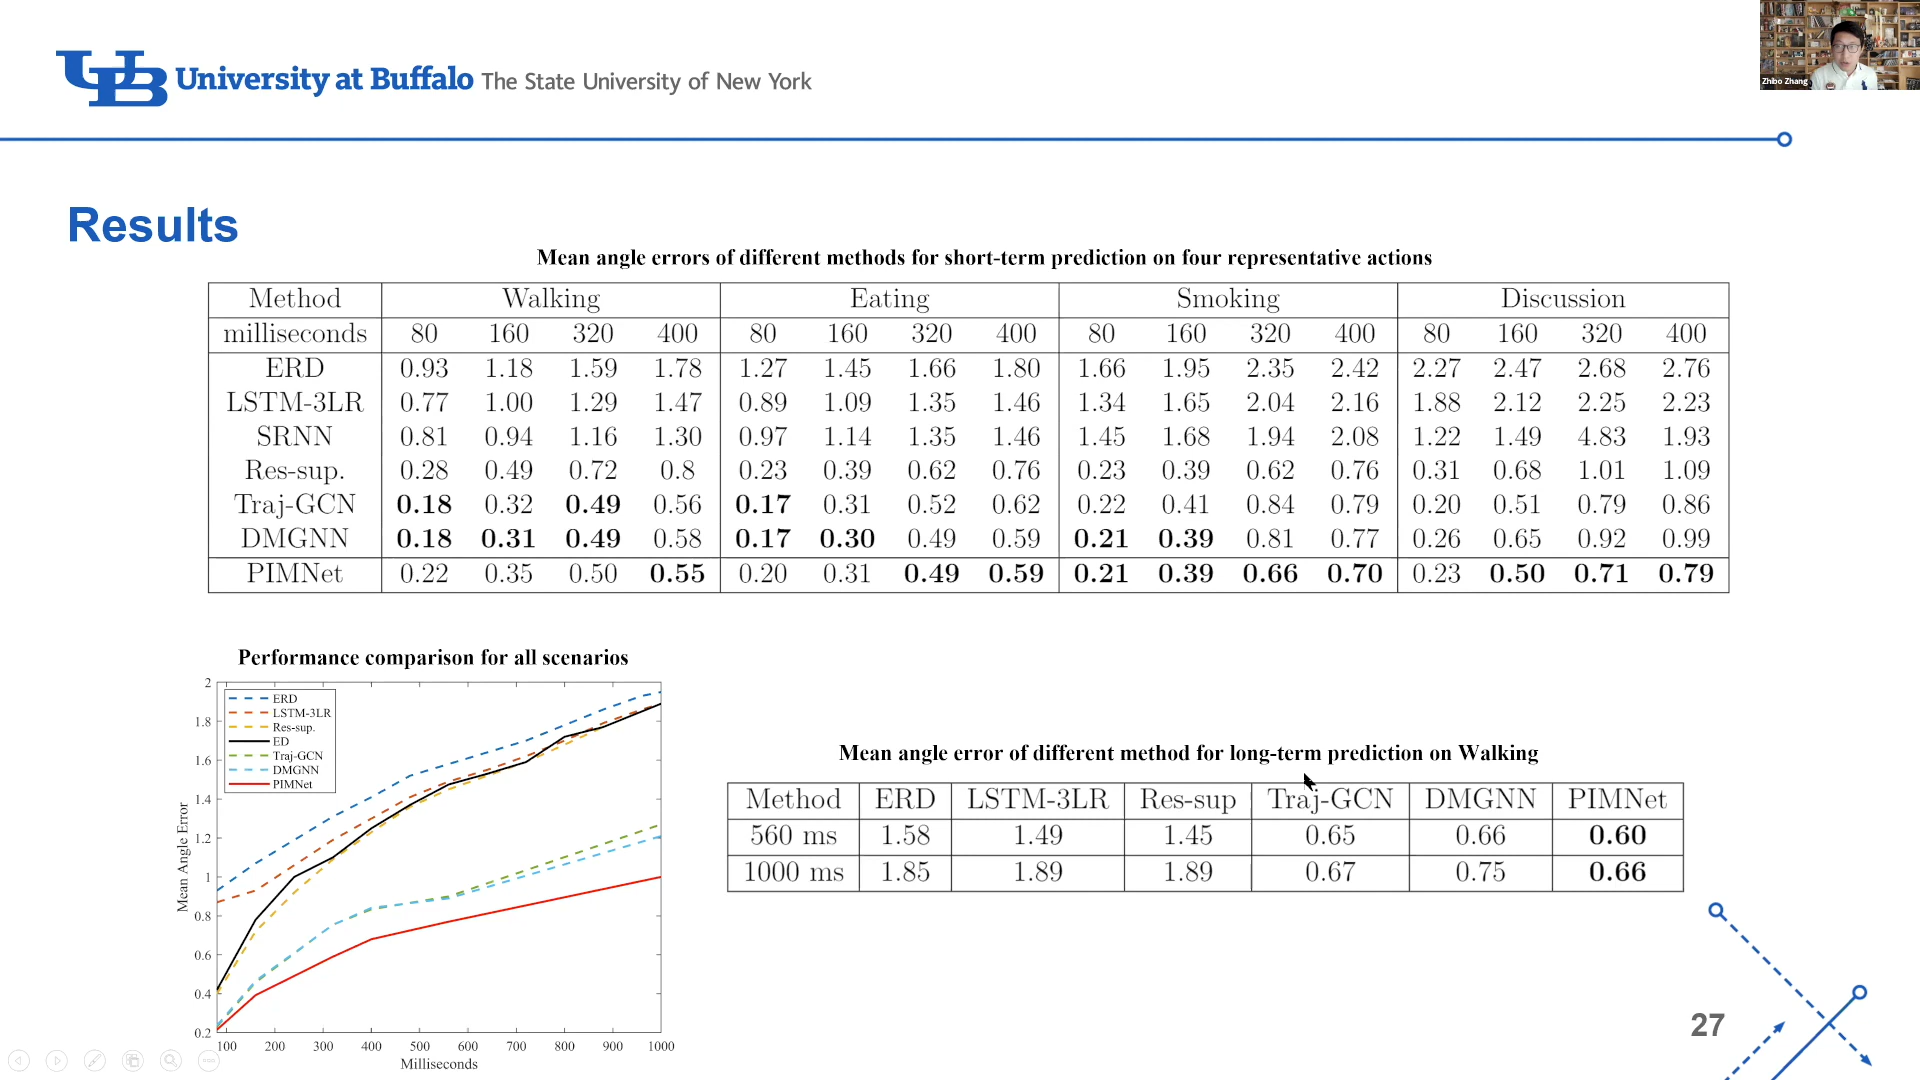 University at Buffalo The State University of New York
Zhibo Zhang
Results
Mean angle errors of different methods for short-term prediction on four representative actions
Method Walking Eating Smoking Discussion
milliseconds 80 160 320 400 80 160 320 400 80 160 320 400 80 160 320 400
ERD 0.93 1.18 1.59 1.78 1.27 1.45 1.66 1.80 1.66 1.95 2.35 2.42 2.27 2.47 2.68 2.76
LSTM-3LR 0.77 1.00 1.29 1.47 0.89 1.09 1.35 1.46 1.34 1.65 2.04 2.16 1.88 2.12 2.25 2.23
SRNN 0.81 0.94 1.16 1.30 0.97 1.14 1.35 1.46 1.45 1.68 1.94 2.08 1.22 1.49 4.83 1.93
Res-sup. 0.28 0.49 0.72 0.8 0.23 0.39 0.62 0.76 0.23 0.39 0.62 0.76 0.31 0.68 1.01 1.09
Traj-GCN 0.18 0.32 0.49 0.56 0.17 0.31 0.52 0.62 0.22 0.41 0.84 0.79 0.20 0.51 0.79 0.86
DMGNN 0.18 0.31 0.49 0.58 0.17 0.30 0.49 0.59 0.21 0.39 0.81 0.77 0.26 0.65 0.92 0.99
PIMNet 0.22 0.35 0.50 0.55 0.20 0.31 0.49 0.59 0.21 0.39 0.66 0.70 0.23 0.50 0.71 0.79
Performance comparison for all scenarios
2
1.8
1.6
1.4
1.2
1
0.8
0.6
0.4
0.2
Mean Angle Error
ERD
LSTM-3LR
Res-sup.
ED
Traj-GCN
DMGNN
PIMNet
100 200 300 400 500 600 700 800 900 1000
Milliseconds
Mean angle error of different method for long-term prediction on Walking
Method ERD LSTM-3LR Res-sup Traj-GCN DMGNN PIMNet
560 ms 1.58 1.49 1.45 0.65 0.66 0.60
1000 ms 1.85 1.89 1.89 0.67 0.75 0.66
27